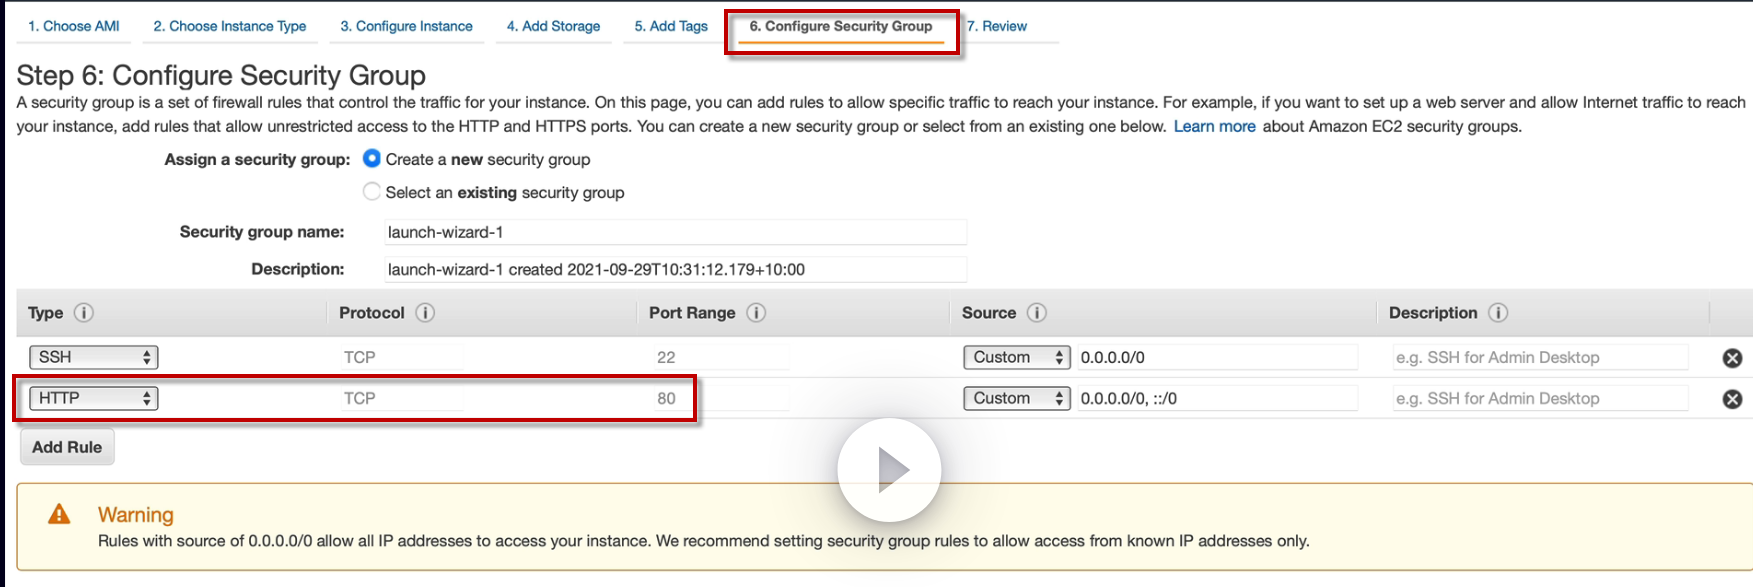 1. Choose AMI 2. Choose Instance Type 3. Configure Instance 4. Add Storage 5. Add Tags 6. Configure Security Group 7. Review
Step 6: Configure Security Group
A security group is a set of firewall rules that control the traffic for your instance. On this page, you can add rules to allow specific traffic to reach your instance. For example, if you want to set up a web server and allow Internet traffic to reach
your instance, add rules that allow unrestricted access to the HTTP and HTTPS ports. You can create a new security group or select from an existing one below. Learn more about Amazon EC2 security groups.
Assign a security group: Create a new security group
Select an existing security group
Security group name: launch-wizard-1
Description: launch-wizard-1 created 2021-09-29T10:31:12.179+10:00
Type i Protocol i Port Range i Source i Description i
SSH TCP 22 Custom 0.0.0.0/0 e.g. SSH for Admin Desktop
HTTP TCP 80 Custom 0.0.0.0/0, ::/0 e.g. SSH for Admin Desktop
Add Rule
Warning
Rules with source of 0.0.0.0/0 allow all IP addresses to access your instance. We recommend setting security group rules to allow access from known IP addresses only.